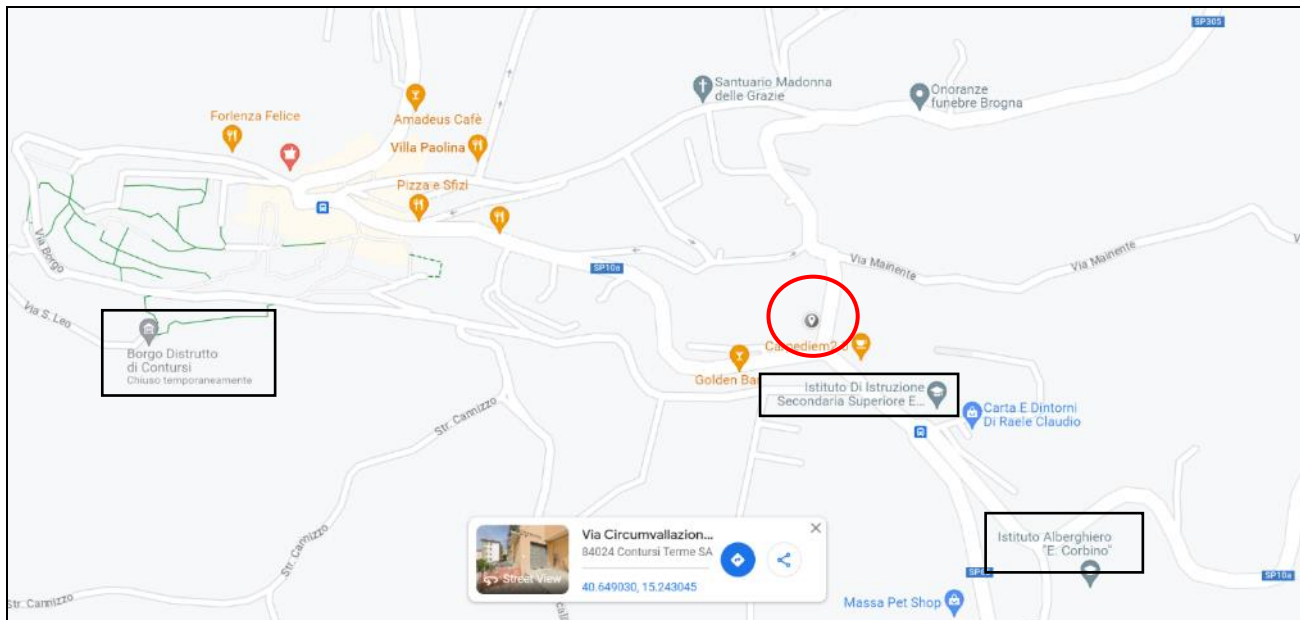 SP305
Santuario Madonna
delle Grazie
Onoranze
funebre Brogna
Forlenza Felice
Amadeus Cafè
Villa Paolina
Pizza e Sfizi
Via Borgo
SP10a
Via Mainente
Via Mainente
Via S. Leo
Borgo Distrutto
di Contursi
Chiuso temporaneamente
Golden Bar
Istituto Di Istruzione
Secondaria Superiore E...
Carta E Dintorni
Di Raele Claudio
Str. Cannizzo
Str. Cannizzo
Str. Cannizzo
Via Circumvallazion...
84024 Contursi Terme SA
40.649030, 15.243045
Street View
Istituto Alberghiero
"E. Corbino"
SP10a
Massa Pet Shop